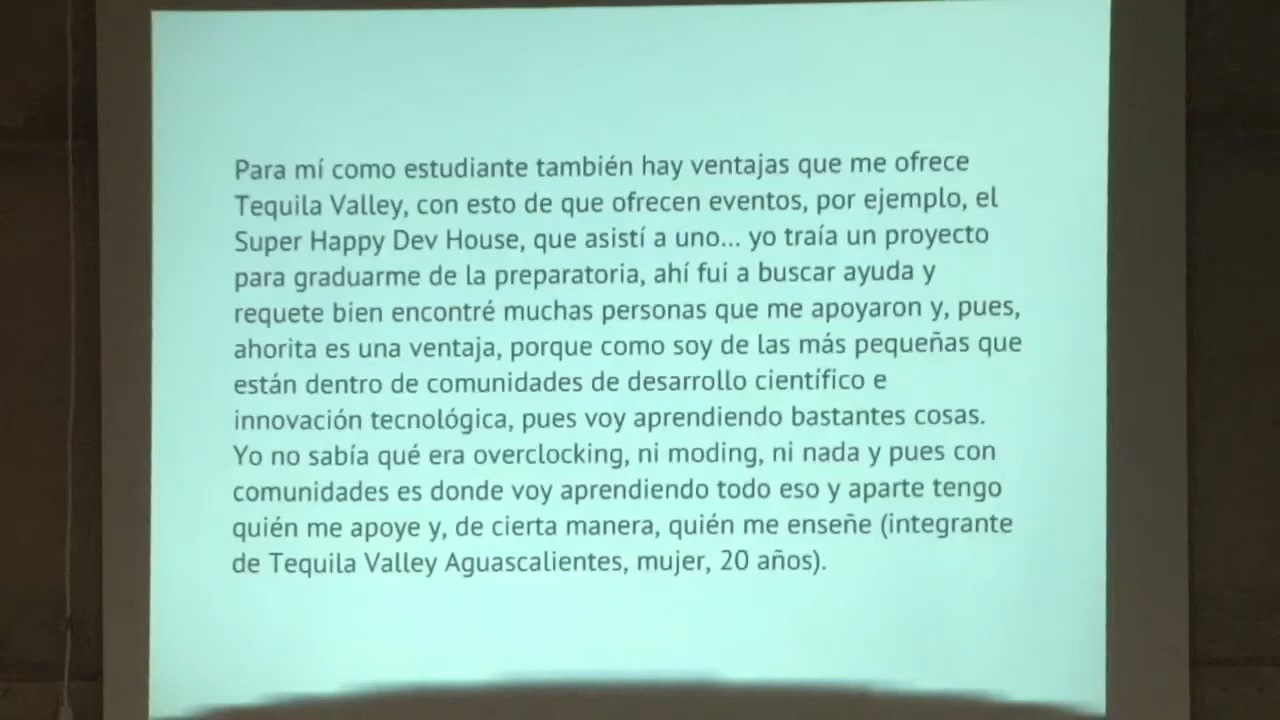 Para mí como estudiante también hay ventajas que me ofrece
Tequila Valley, con esto de que ofrecen eventos, por ejemplo, el
Super Happy Dev House, que asistí a uno... yo traía un proyecto
para graduarme de la preparatoria, ahí fui a buscar ayuda y
requete bien encontré muchas personas que me apoyaron y, pues,
ahorita es una ventaja, porque como soy de las más pequeñas que
están dentro de comunidades de desarrollo científico e
innovación tecnológica, pues voy aprendiendo bastantes cosas.
Yo no sabía qué era overclocking, ni moding, ni nada y pues con
comunidades es donde voy aprendiendo todo eso y aparte tengo
quién me apoye y, de cierta manera, quién me enseñe (integrante
de Tequila Valley Aguascalientes, mujer, 20 años).